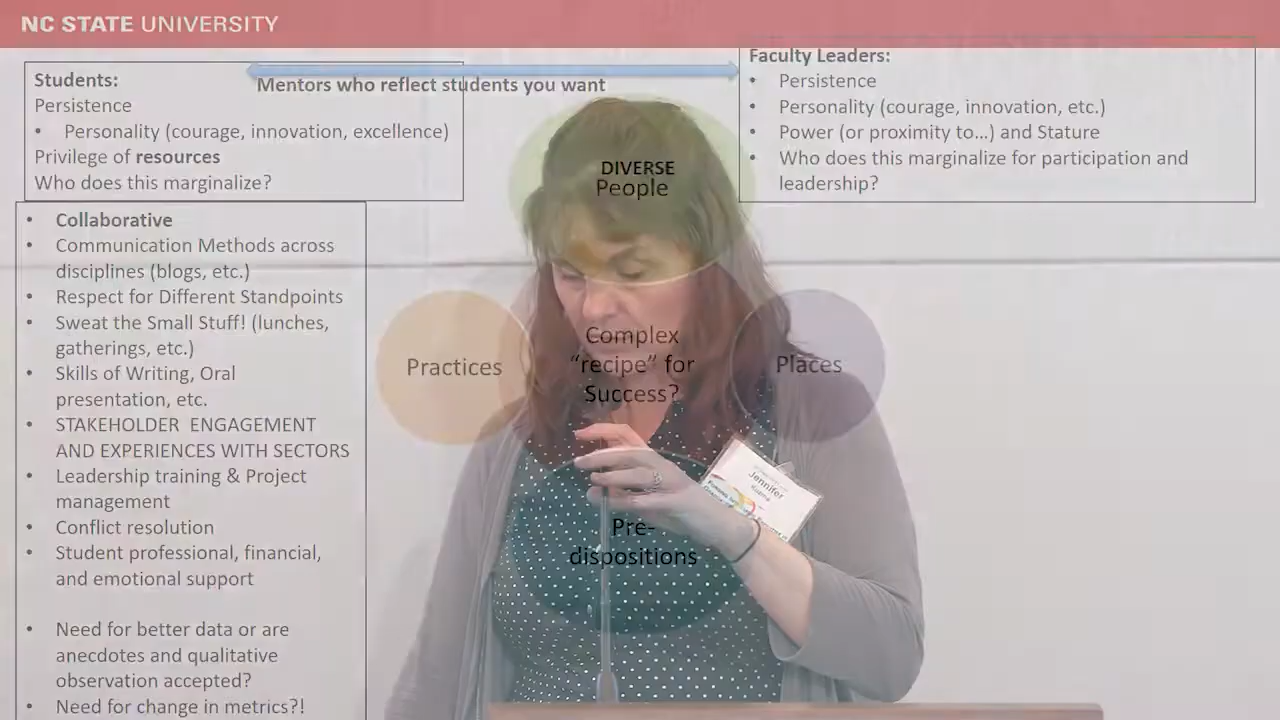 NC STATE UNIVERSITY
Students:
Persistence
• Personality (courage, innovation, excellence)
Privilege of resources
Who does this marginalize?
Mentors who reflect students you want
Faculty Leaders:
• Persistence
• Personality (courage, innovation, etc.)
• Power (or proximity to…) and Stature
• Who does this marginalize for participation and
leadership?
• Collaborative
• Communication Methods across
disciplines (blogs, etc.)
• Respect for Different Standpoints
• Sweat the Small Stuff! (lunches,
gatherings, etc.)
• Skills of Writing, Oral
presentation, etc.
• STAKEHOLDER ENGAGEMENT
AND EXPERIENCES WITH SECTORS
• Leadership training & Project
management
• Conflict resolution
• Student professional, financial,
and emotional support
• Need for better data or are
anecdotes and qualitative
observation accepted?
• Need for change in metrics?!
DIVERSE
People
Practices
Complex
“recipe” for
Success?
Places
Pre-
dispositions
Jennifer